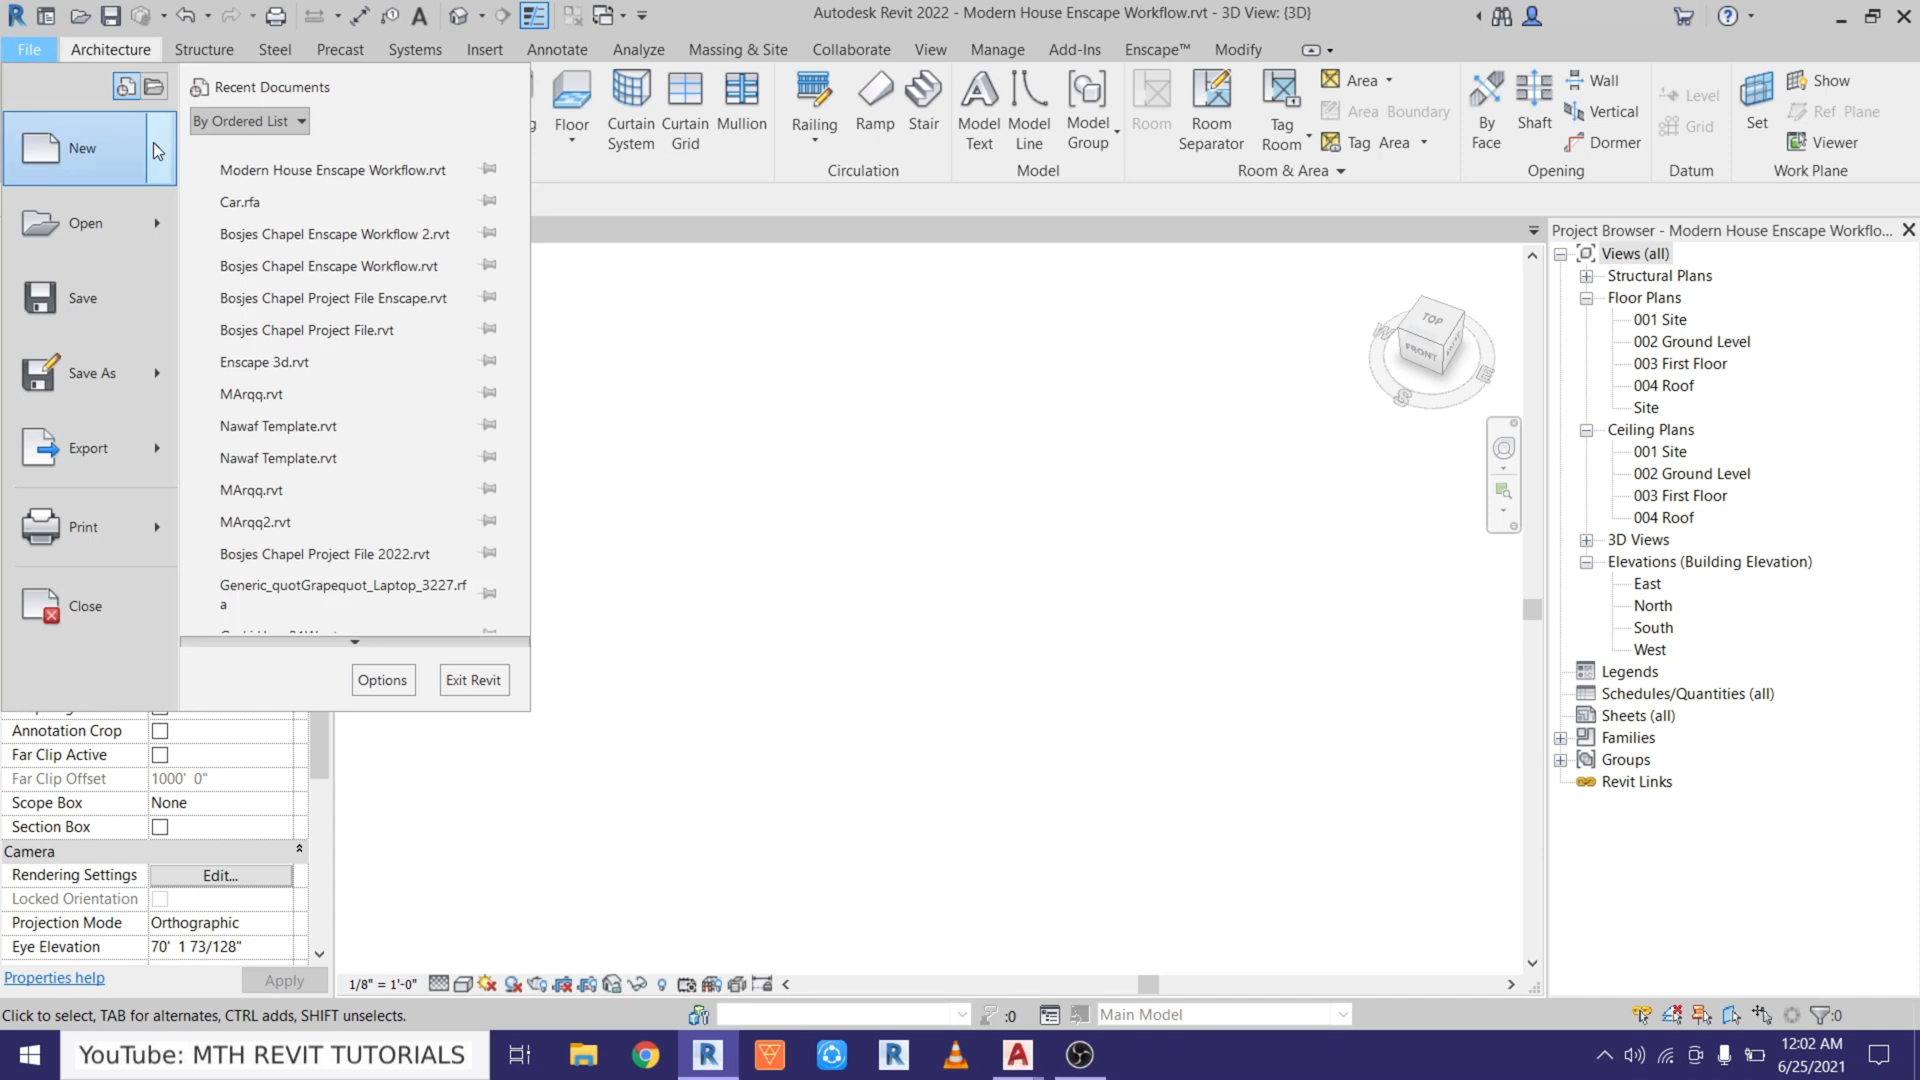 Autodesk Revit 2022 - Modern House Enscape Workflow.rvt - 3D View: {3D}
File Architecture Structure Steel Precast Systems Insert Annotate Analyze Massing & Site Collaborate View Manage Add-Ins Enscape™ Modify
Recent Documents
By Ordered List
New
Open
Save
Save As
Export
Print
Close
Modern House Enscape Workflow.rvt
Car.rfa
Bosjes Chapel Enscape Workflow 2.rvt
Bosjes Chapel Enscape Workflow.rvt
Bosjes Chapel Project File Enscape.rvt
Bosjes Chapel Project File.rvt
Enscape 3d.rvt
MArqq.rvt
Nawaf Template.rvt
Nawaf Template.rvt
MArqq.rvt
MArqq2.rvt
Bosjes Chapel Project File 2022.rvt
Generic_quotGrapequot_Laptop_3227.rf
a
Options Exit Revit
Floor
Curtain System
Curtain Grid
Mullion
Railing
Ramp
Stair
Circulation
Model Text
Model Line
Model Group
Model
Room
Room Separator
Tag Room
Area
Area Boundary
Tag Area
Room & Area
By Face
Shaft
Wall
Vertical
Dormer
Opening
Level
Grid
Datum
Set
Show
Ref Plane
Viewer
Work Plane
TOP
FRONT
W
S
E
Project Browser - Modern House Enscape Workflo...
Views (all)
Structural Plans
Floor Plans
001 Site
002 Ground Level
003 First Floor
004 Roof
Site
Ceiling Plans
001 Site
002 Ground Level
003 First Floor
004 Roof
3D Views
Elevations (Building Elevation)
East
North
South
West
Legends
Schedules/Quantities (all)
Sheets (all)
Families
Groups
Revit Links
Annotation Crop
Far Clip Active
Far Clip Offset 1000' 0"
Scope Box None
Section Box
Camera
Rendering Settings Edit...
Locked Orientation
Projection Mode Orthographic
Eye Elevation 70' 1 73/128"
Properties help Apply
1/8" = 1'-0"
Click to select, TAB for alternates, CTRL adds, SHIFT unselects.
:0
Main Model
:0
YouTube: MTH REVIT TUTORIALS
12:02 AM
6/25/2021